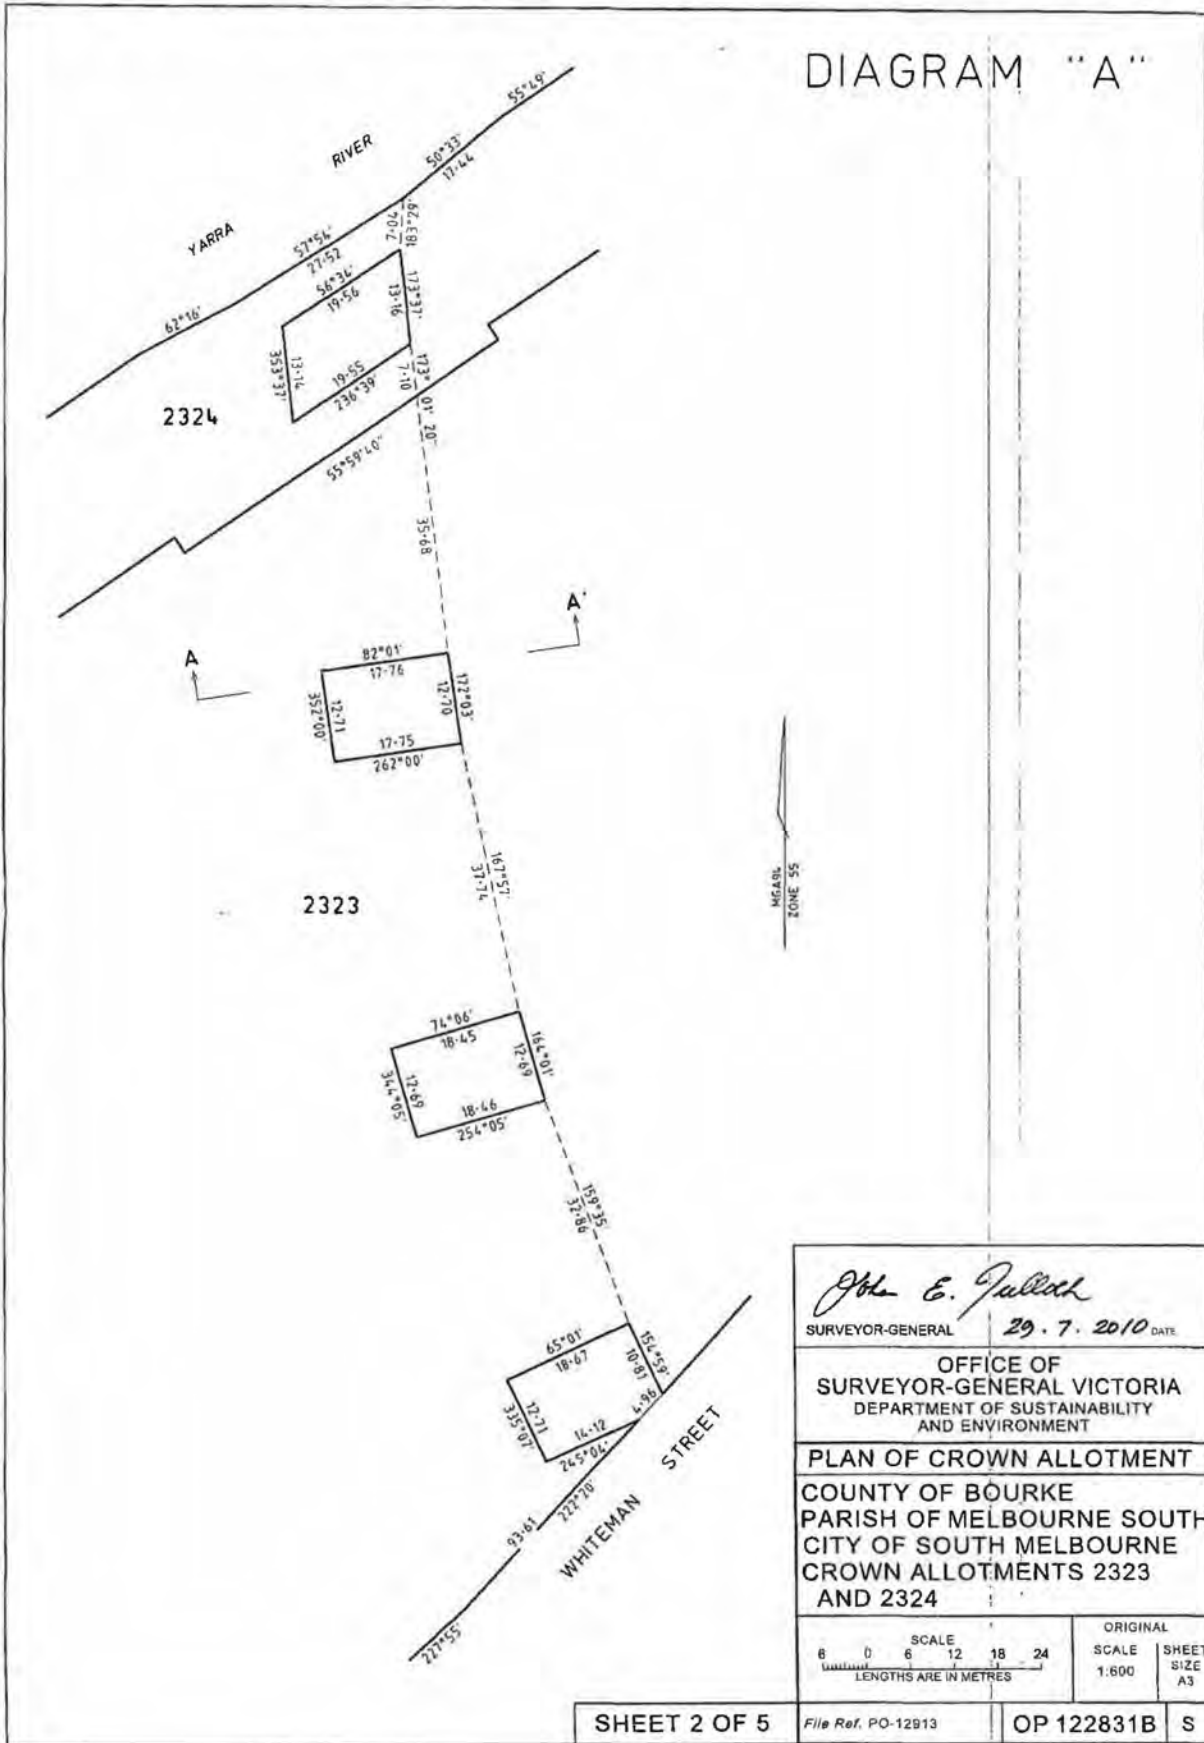 DIAGRAM "A"
55°49'
50°33'
17·44
RIVER
YARRA
57°54'
27·52
7·04
183°29'
56°34'
19·56
173°37'
13·16
62°16'
353°37'
13·14
19·55
236°39'
7·10
173° 01' 20"
2324
55°59'40"
35·68
A
A'
82°01'
17·76
352°00'
12·71
12·70
172°03'
17·75
262°00'
167°57'
37·74
MGA94
ZONE 55
2323
74°06'
18·45
344°05'
12·69
12·69
164°01'
18·46
254°05'
159°35'
32·86
65°01'
18·67
154°59'
10·81
335°07'
12·71
14·12
245°04'
4·96
222°20'
93·61
WHITEMAN STREET
227°55'
John E. Tulloch
SURVEYOR-GENERAL 29. 7. 2010 DATE
OFFICE OF
SURVEYOR-GENERAL VICTORIA
DEPARTMENT OF SUSTAINABILITY
AND ENVIRONMENT
PLAN OF CROWN ALLOTMENT
COUNTY OF BOURKE
PARISH OF MELBOURNE SOUTH
CITY OF SOUTH MELBOURNE
CROWN ALLOTMENTS 2323
AND 2324
SCALE
6 0 6 12 18 24
LENGTHS ARE IN METRES
ORIGINAL
SCALE
1:600
SHEET
SIZE
A3
SHEET 2 OF 5
File Ref. PO-12913
OP 122831B
S